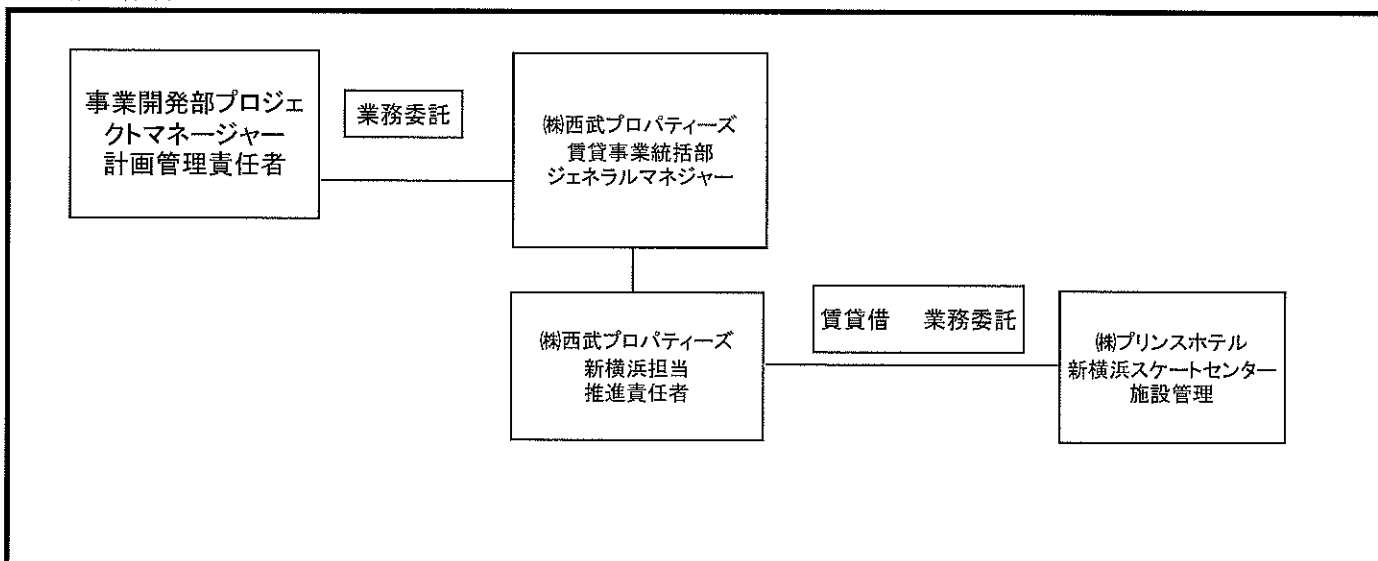 事業開発部プロジェ
クトマネージャー
計画管理責任者
業務委託
㈱西武プロパティーズ
賃貸事業統括部
ジェネラルマネジャー
㈱西武プロパティーズ
新横浜担当
推進責任者
賃貸借 業務委託
㈱プリンスホテル
新横浜スケートセンター
施設管理